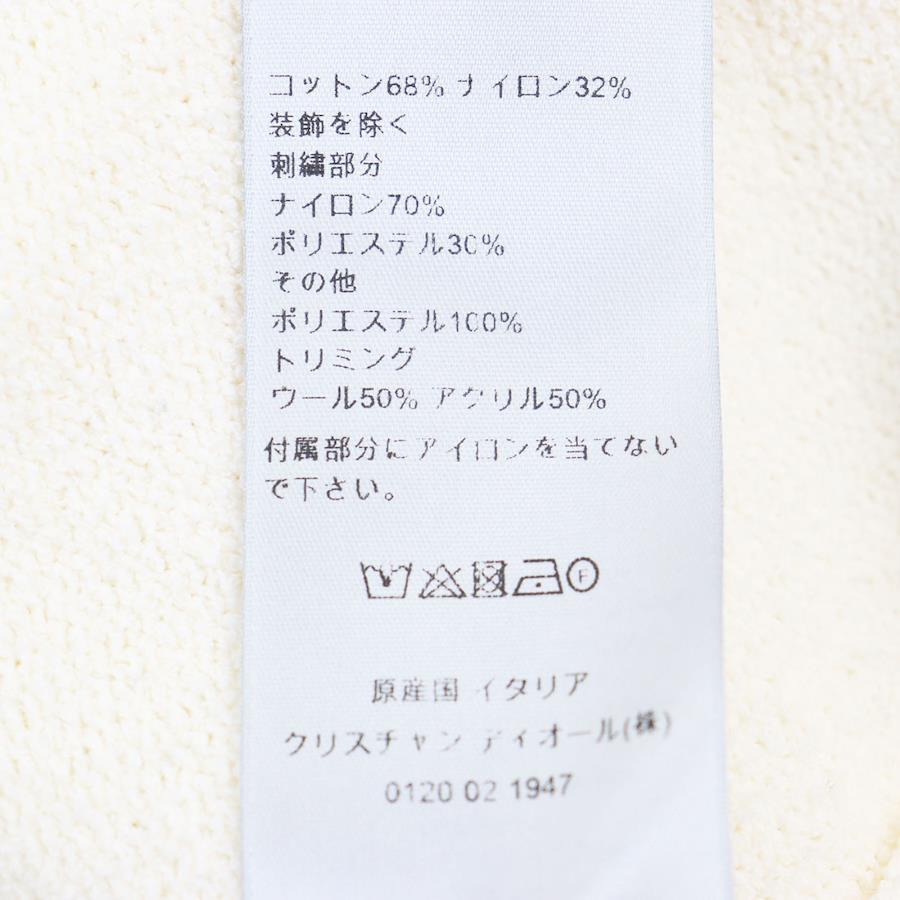 コットン68% ナイロン32%
装飾を除く
刺繍部分
ナイロン70%
ポリエステル30%
その他
ポリエステル100%
トリミング
ウール50% アクリル50%
付属部分にアイロンを当てない
で下さい。
F
原産国 イタリア
クリスチャン ディオール(株)
0120 02 1947